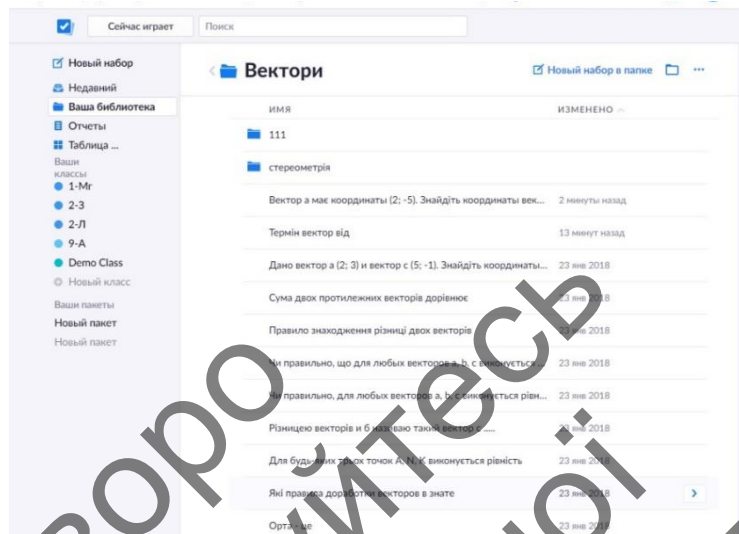 Сейчас играет
Поиск
Новый набор
Недавний
Ваша библиотека
Отчеты
Таблица ...
Ваши
классы
1-Мг
2-3
2-Л
9-А
Demo Class
Новый класс
Ваши пакеты
Новый пакет
Новый пакет
Вектори
Новый набор в папке
ИМЯ ИЗМЕНЕНО
111
стереометрія
Вектор а має координаты (2; -5). Знайдіть координаты век... 2 минуты назад
Термін вектор від 13 минут назад
Дано вектор а (2; 3) и вектор с (5; -1). Знайдіть координаты... 23 янв 2018
Сума двох протилежних векторів дорівнює 23 янв 2018
Правило знаходження різниці двох векторів 23 янв 2018
Чи правильно, що для любых векторов a, b, c виконується ... 23 янв 2018
Чи правильно, для любых векторов a, b, c виконується рівн... 23 янв 2018
Різницею векторів и б називаю такий вектор с ..... 23 янв 2018
Для будь-яких трьох точок A, N, K виконується рівність 23 янв 2018
Які правила доработки векторов в знате 23 янв 2018
Орта - це 23 янв 2018